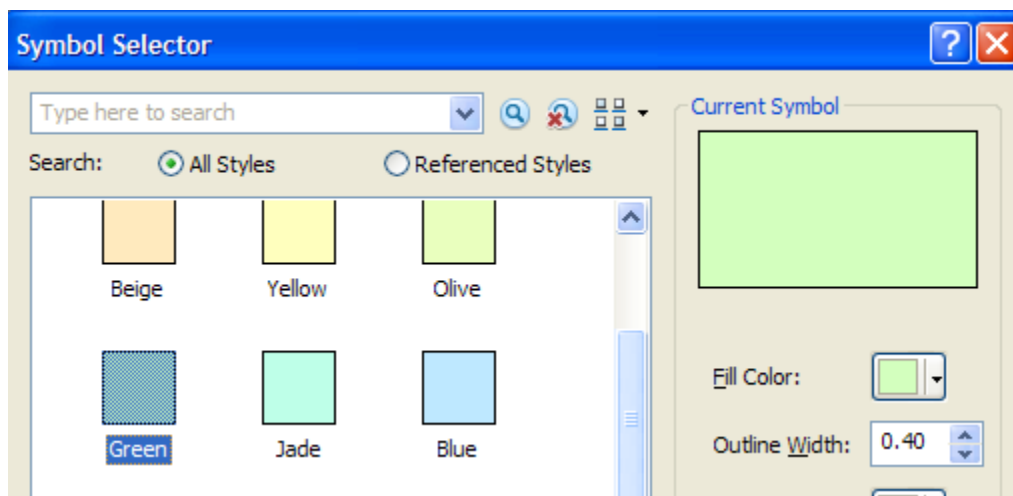 Symbol Selector
Type here to search
Search: All Styles Referenced Styles
Beige Yellow Olive
Green Jade Blue
Current Symbol
Fill Color:
Outline Width: 0.40